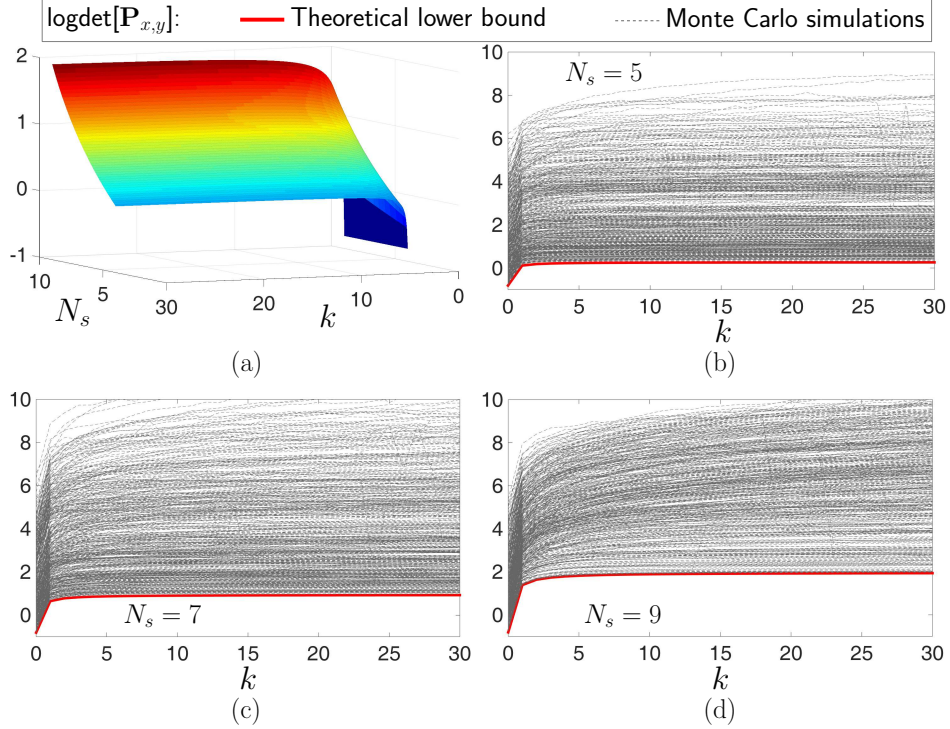 logdet[P_{x,y}]: Theoretical lower bound Monte Carlo simulations
2
1
0
-1
10
5
N_s
30
20
10
0
k
(a)
10
8
6
4
2
0
N_s = 5
0 5 10 15 20 25 30
k
(b)
10
8
6
4
2
0
N_s = 7
0 5 10 15 20 25 30
k
(c)
10
8
6
4
2
0
N_s = 9
0 5 10 15 20 25 30
k
(d)